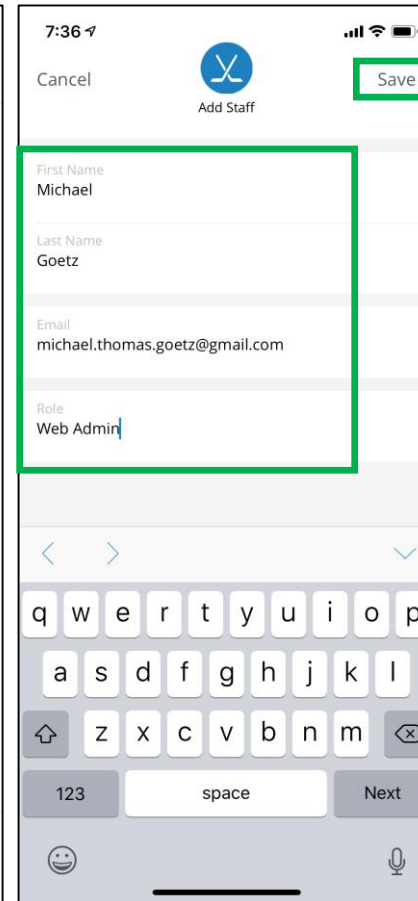 7:36
Cancel
Save
Add Staff
First Name
Michael
Last Name
Goetz
Email
michael.thomas.goetz@gmail.com
Role
Web Admin
q w e r t y u i o p
a s d f g h j k l
z x c v b n m
123 space Next